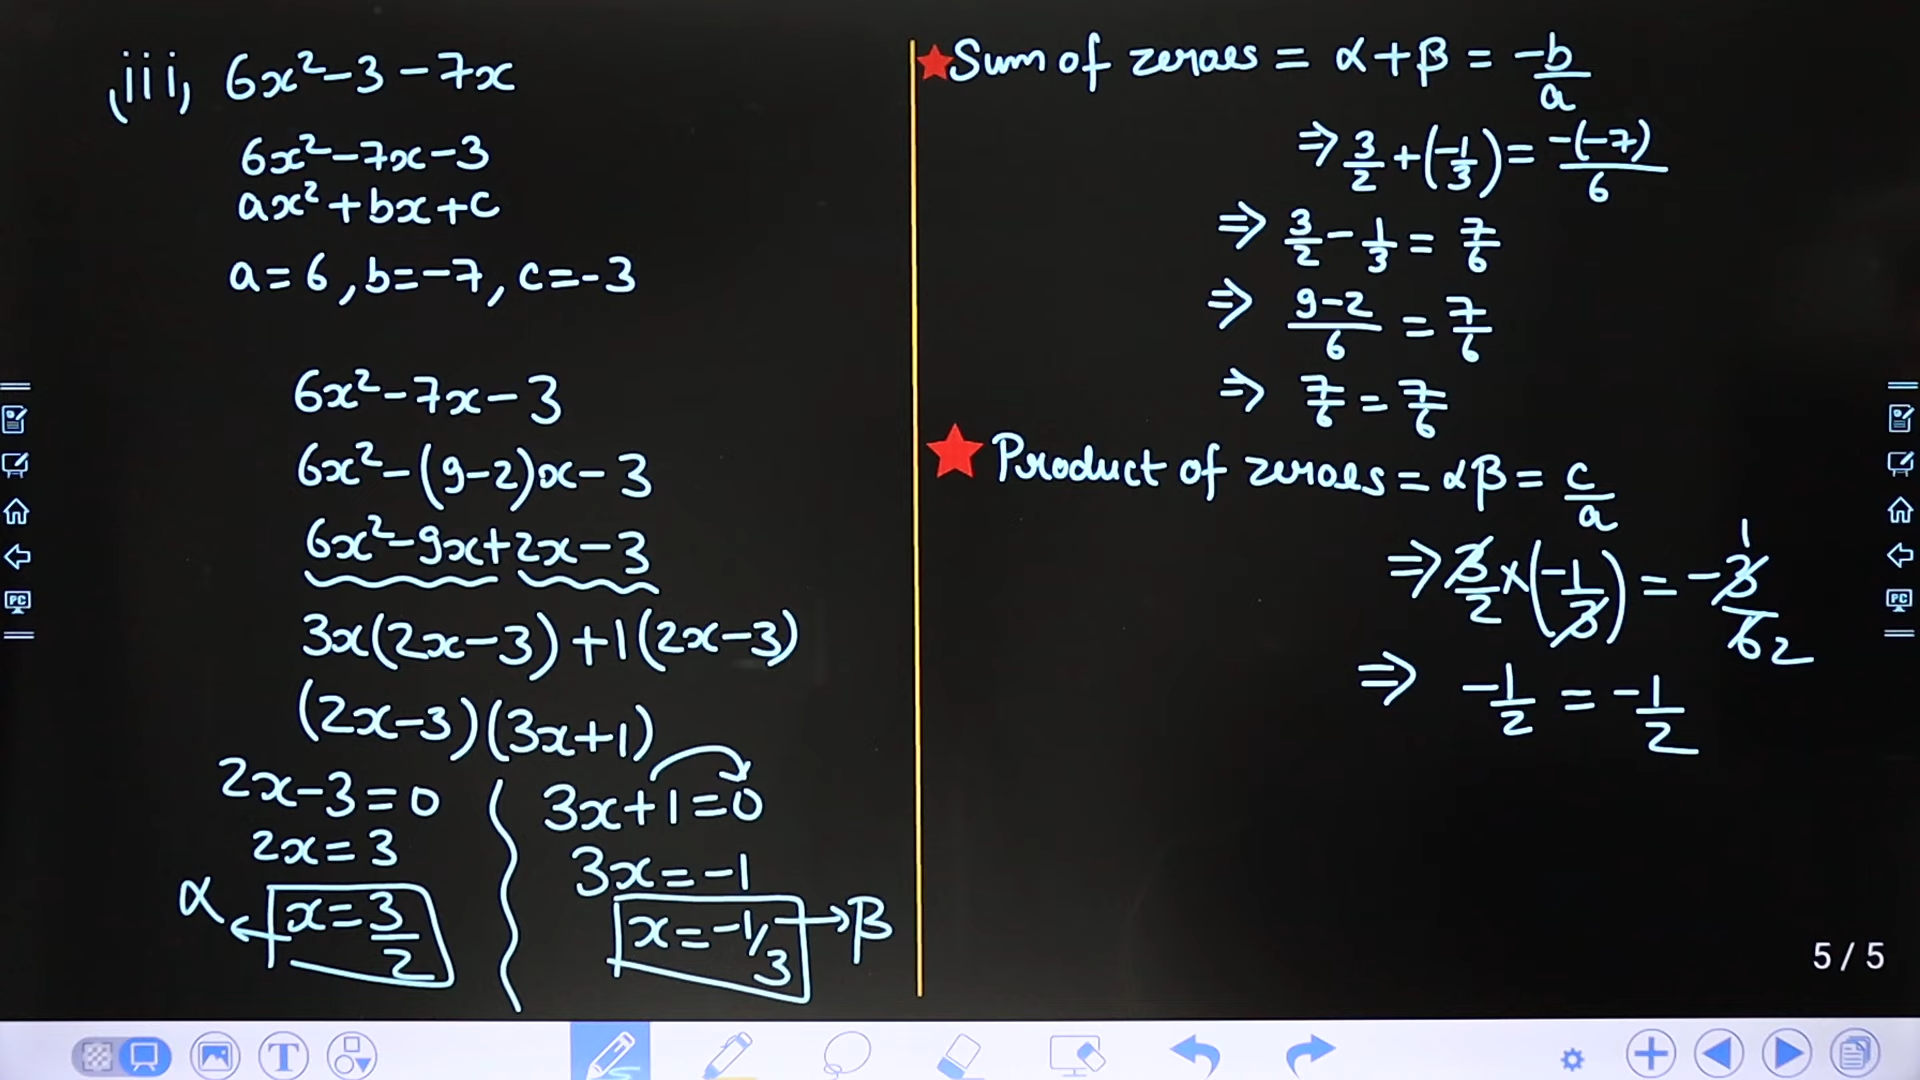 (iii) 6x²-3-7x
6x²-7x-3
ax²+bx+c
a=6, b=-7, c=-3
6x²-7x-3
6x²-(9-2)x-3
6x²-9x+2x-3
3x(2x-3)+1(2x-3)
(2x-3)(3x+1)
2x-3=0
2x=3
α ← x=3/2
3x+1=0
3x=-1
x=-1/3 → β
★ Sum of zeroes = α+β = -b/a
⇒ 3/2+(-1/3) = -(-7)/6
⇒ 3/2-1/3 = 7/6
⇒ 9-2/6 = 7/6
⇒ 7/6 = 7/6
★ Product of zeroes = αβ = c/a
⇒ 3/2×(-1/3) = -3/6 1 2
⇒ -1/2 = -1/2
5 / 5
PC
PC
T